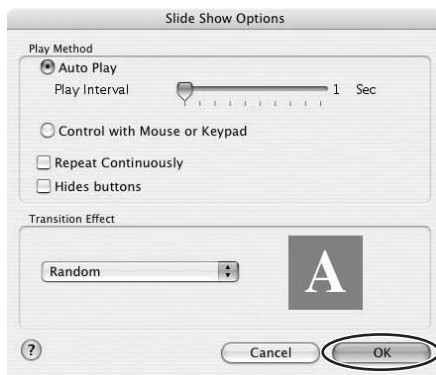 Slide Show Options
Play Method
Auto Play
Play Interval 1 Sec
Control with Mouse or Keypad
Repeat Continuously
Hides buttons
Transition Effect
Random
A
? Cancel OK